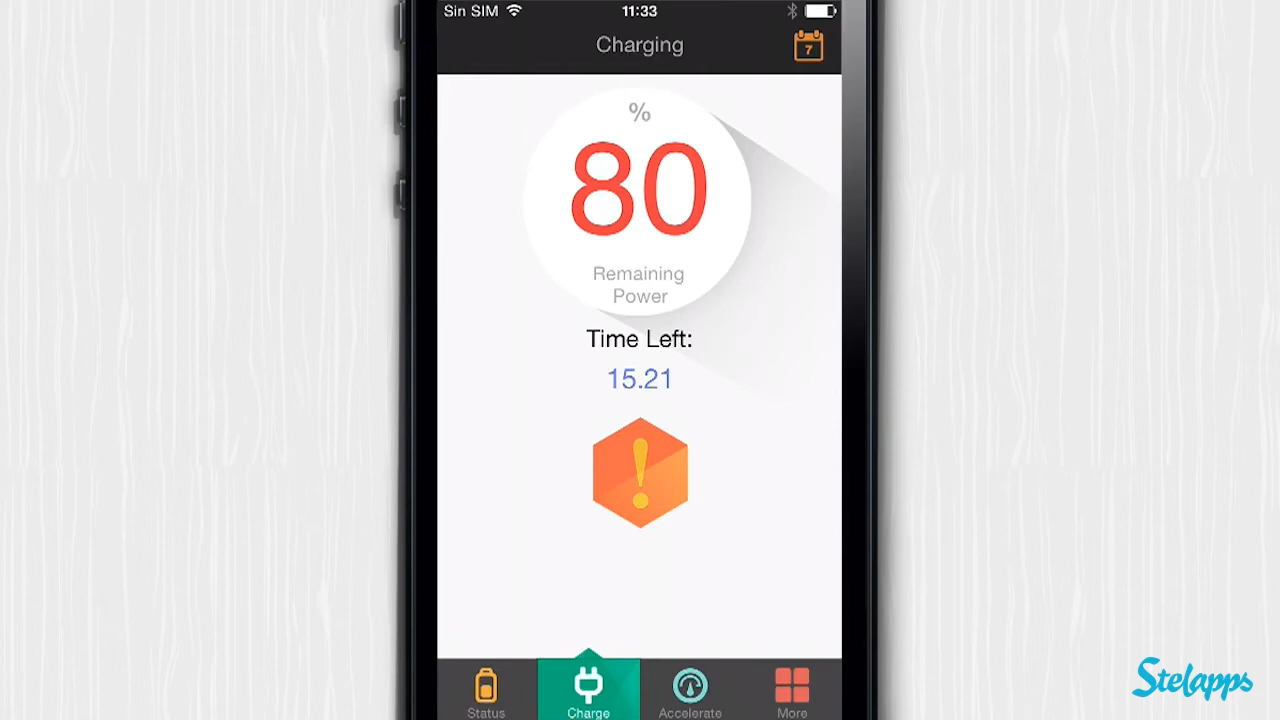 Sin SIM 11:33
Charging
7
%
80
Remaining
Power
Time Left:
15.21
!
Status Charge Accelerate More
Stelapps